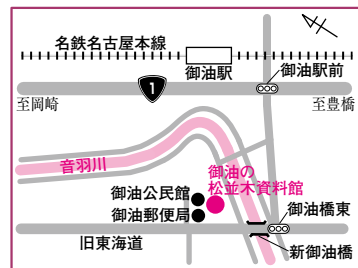 名鉄名古屋本線
御油駅
御油駅前
1
至岡崎
至豊橋
音羽川
御油の
松並木資料館
御油公民館
御油郵便局
御油橋東
旧東海道
新御油橋